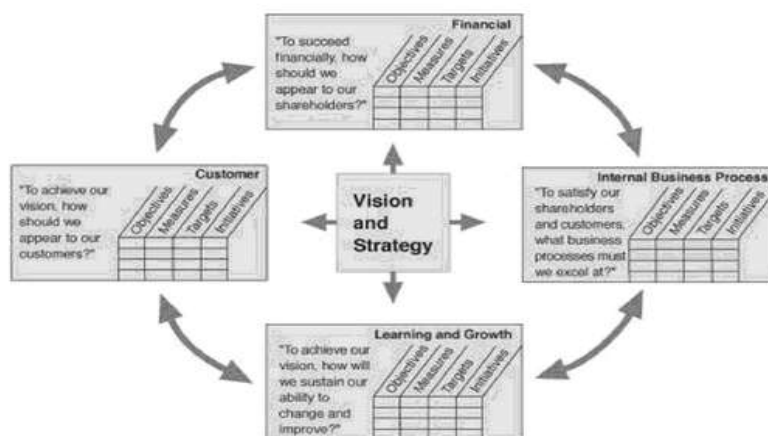 Financial
"To succeed
financially, how
should we
appear to our
shareholders?"
Objectives
Measures
Targets
Initiatives
Customer
"To achieve our
vision, how
should we
appear to our
customers?"
Objectives
Measures
Targets
Initiatives
Vision
and
Strategy
Internal Business Process
"To satisfy our
shareholders
and customers,
what business
processes must
we excel at?"
Objectives
Measures
Targets
Initiatives
Learning and Growth
"To achieve our
vision, how will
we sustain our
ability to
change and
improve?"
Objectives
Measures
Targets
Initiatives